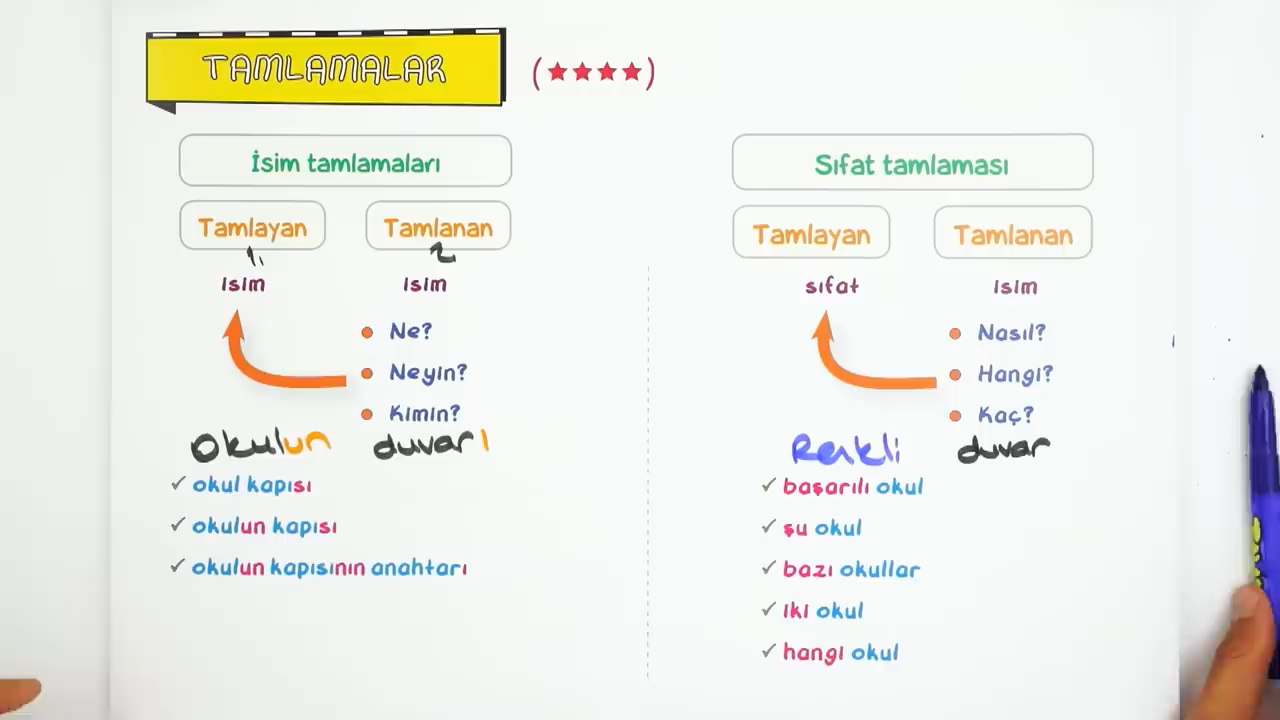 TAMLAMALAR (★★★★)
İsim tamlamaları
Tamlayan Tamlanan
1. 2
isim isim
Ne?
Neyin?
Kimin?
Okulun duvarı
✓ okul kapısı
✓ okulun kapısı
✓ okulun kapısının anahtarı
Sıfat tamlaması
Tamlayan Tamlanan
sıfat isim
Nasıl?
Hangi?
Kaç?
Renkli duvar
✓ başarılı okul
✓ şu okul
✓ bazı okullar
✓ iki okul
✓ hangi okul